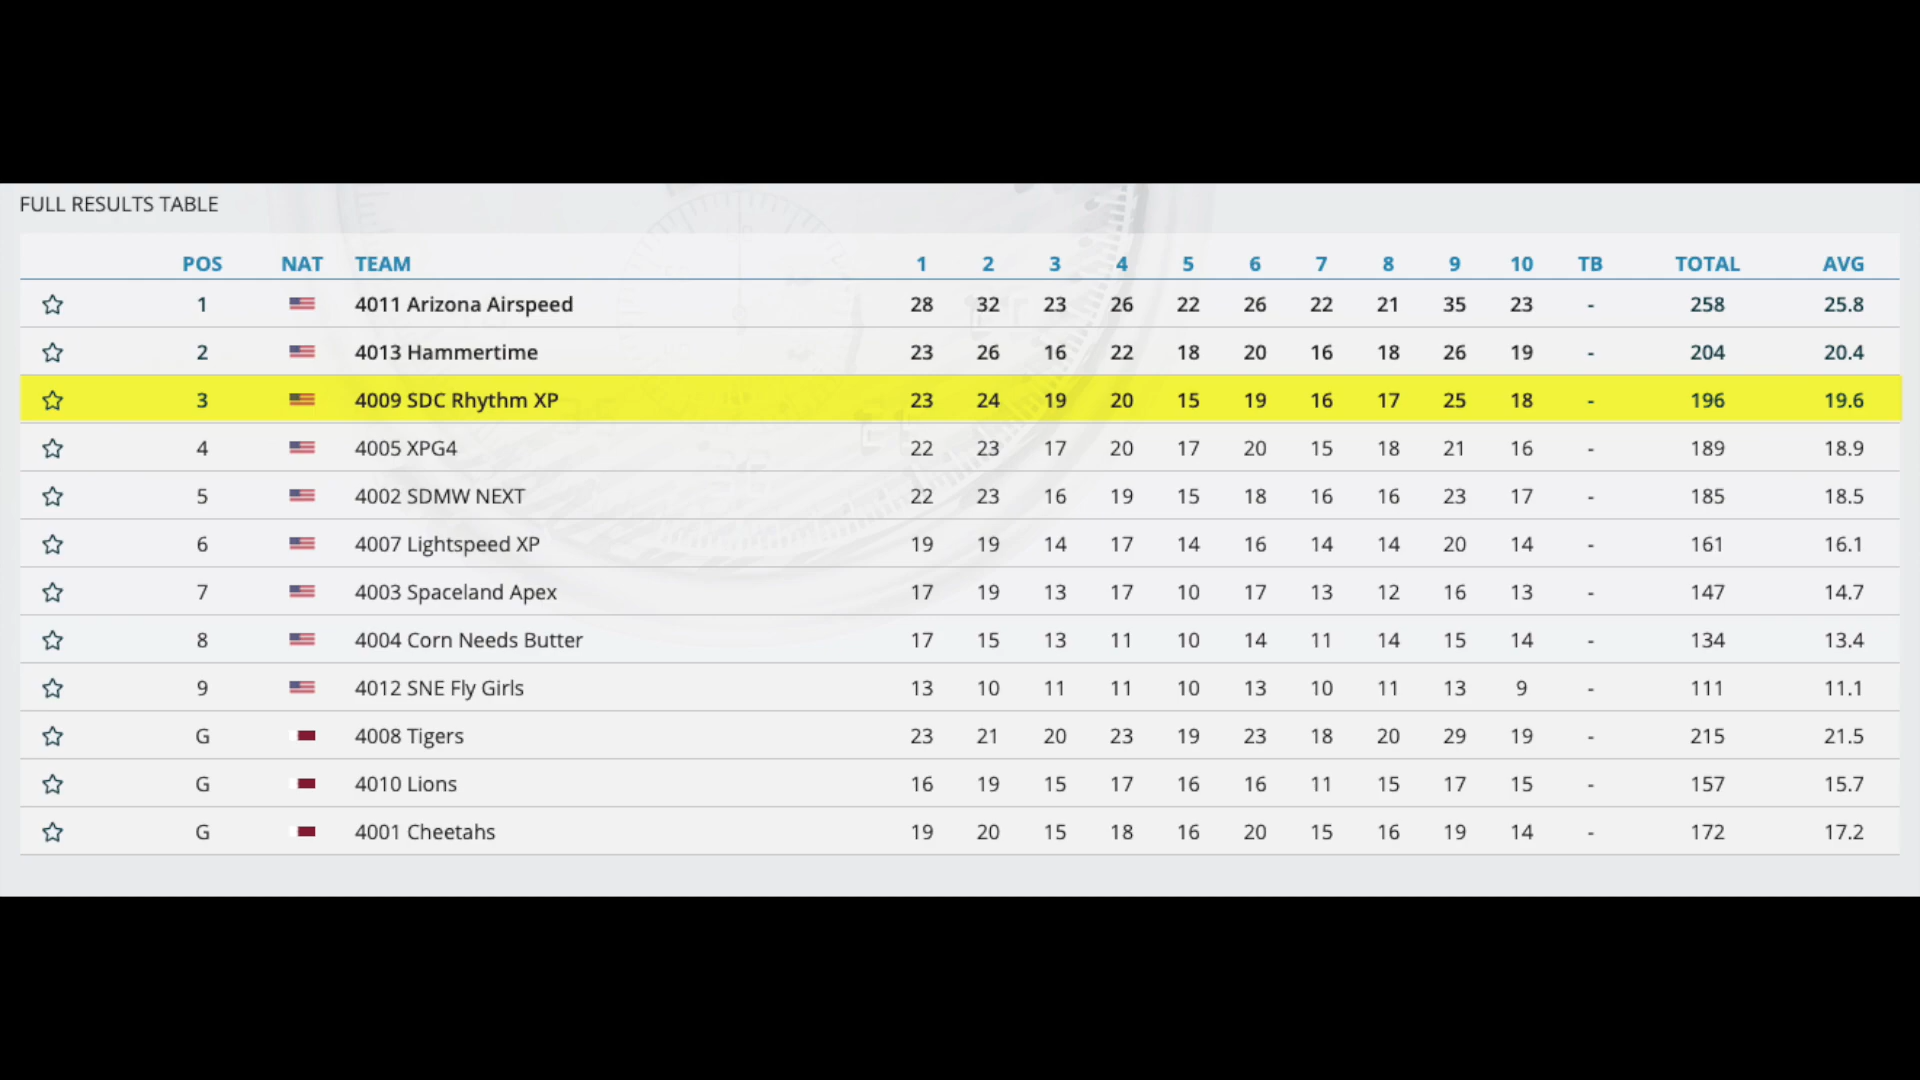 FULL RESULTS TABLE
POS NAT TEAM 1 2 3 4 5 6 7 8 9 10 TB TOTAL AVG
1 4011 Arizona Airspeed 28 32 23 26 22 26 22 21 35 23 - 258 25.8
2 4013 Hammertime 23 26 16 22 18 20 16 18 26 19 - 204 20.4
3 4009 SDC Rhythm XP 23 24 19 20 15 19 16 17 25 18 - 196 19.6
4 4005 XPG4 22 23 17 20 17 20 15 18 21 16 - 189 18.9
5 4002 SDMW NEXT 22 23 16 19 15 18 16 16 23 17 - 185 18.5
6 4007 Lightspeed XP 19 19 14 17 14 16 14 14 20 14 - 161 16.1
7 4003 Spaceland Apex 17 19 13 17 10 17 13 12 16 13 - 147 14.7
8 4004 Corn Needs Butter 17 15 13 11 10 14 11 14 15 14 - 134 13.4
9 4012 SNE Fly Girls 13 10 11 11 10 13 10 11 13 9 - 111 11.1
G 4008 Tigers 23 21 20 23 19 23 18 20 29 19 - 215 21.5
G 4010 Lions 16 19 15 17 16 16 11 15 17 15 - 157 15.7
G 4001 Cheetahs 19 20 15 18 16 20 15 16 19 14 - 172 17.2